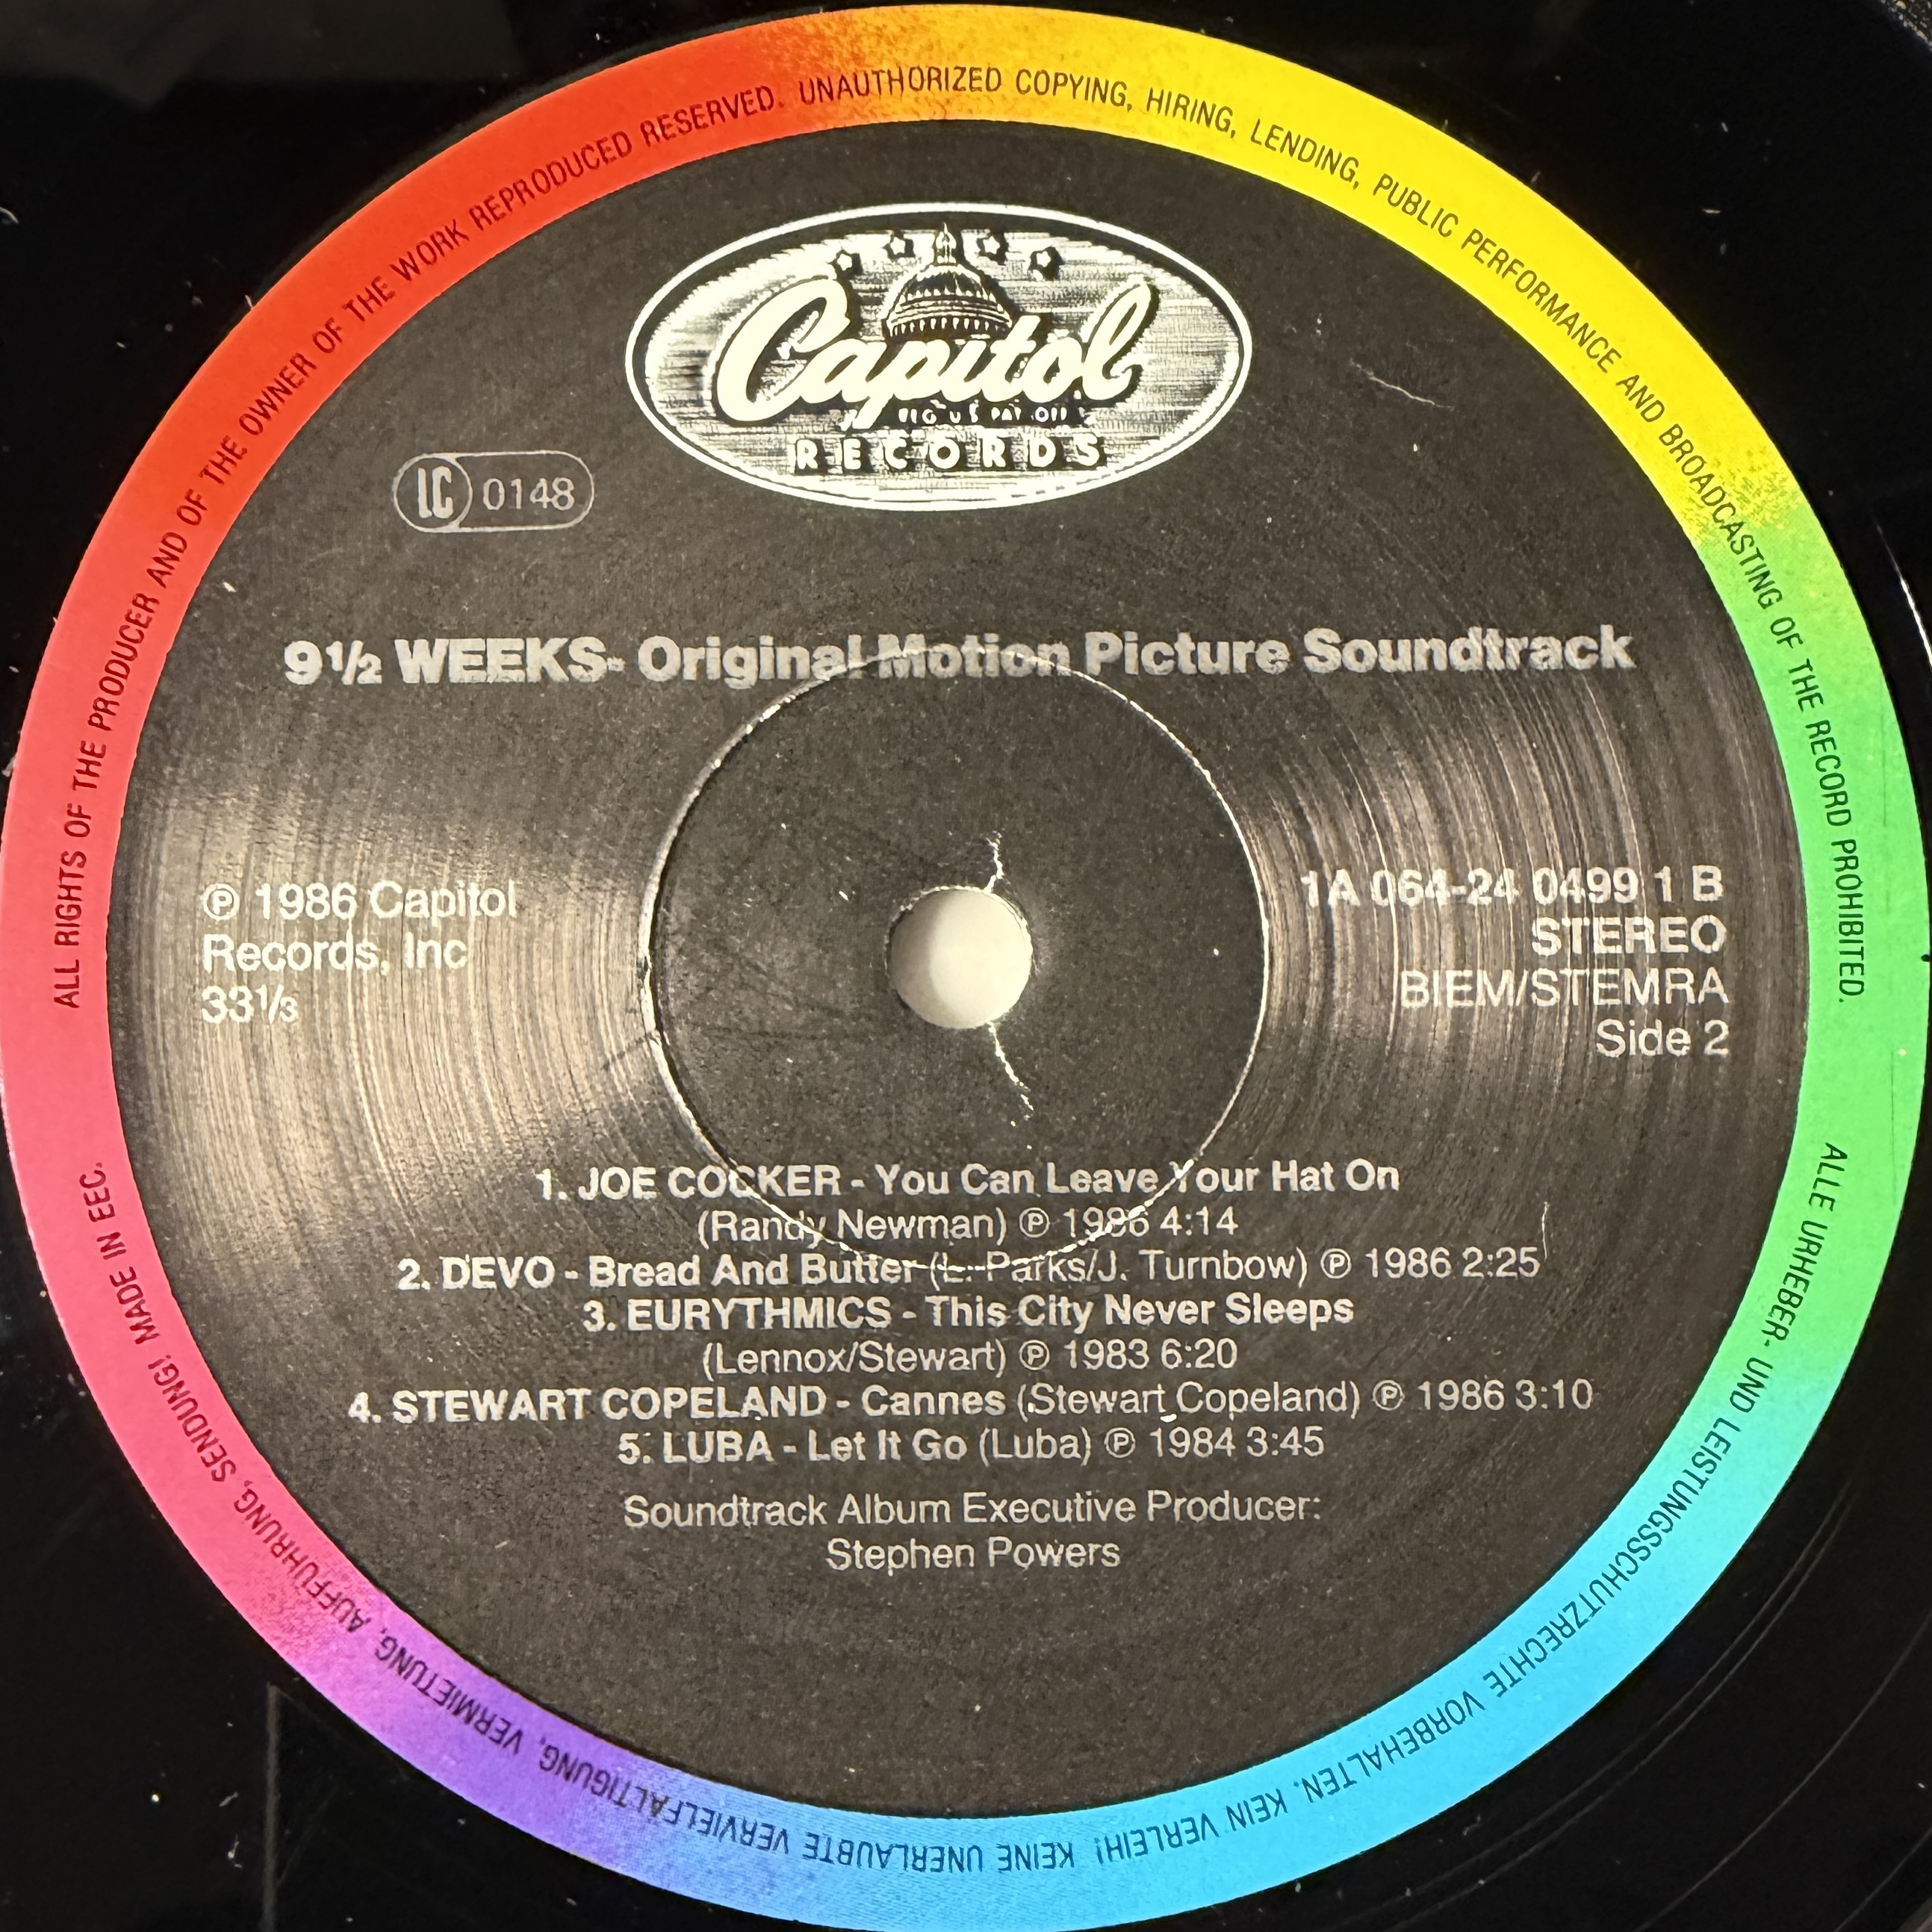 ALL RIGHTS OF THE PRODUCER AND OF THE OWNER OF THE WORK REPRODUCED RESERVED. UNAUTHORIZED COPYING, HIRING, LENDING, PUBLIC PERFORMANCE AND BROADCASTING OF THE RECORD PROHIBITED.
Capitol
REG. U.S. PAT. OFF.
RECORDS
LC 0148
9½ WEEKS- Original Motion Picture Soundtrack
℗ 1986 Capitol
Records, Inc
33⅓
1A 064-24 0499 1 B
STEREO
BIEM/STEMRA
Side 2
1. JOE COCKER - You Can Leave Your Hat On
(Randy Newman) ℗ 1986 4:14
2. DEVO - Bread And Butter (L. Parks/J. Turnbow) ℗ 1986 2:25
3. EURYTHMICS - This City Never Sleeps
(Lennox/Stewart) ℗ 1983 6:20
4. STEWART COPELAND - Cannes (Stewart Copeland) ℗ 1986 3:10
5. LUBA - Let It Go (Luba) ℗ 1984 3:45
Soundtrack Album Executive Producer:
Stephen Powers
ALLE URHEBER- UND LEISTUNGSSCHUTZRECHTE VORBEHALTEN. KEIN VERLEIH! KEINE UNERLAUBTE VERVIELFÄLTIGUNG, VERMIETUNG, AUFFÜHRUNG, SENDUNG! MADE IN EEC.